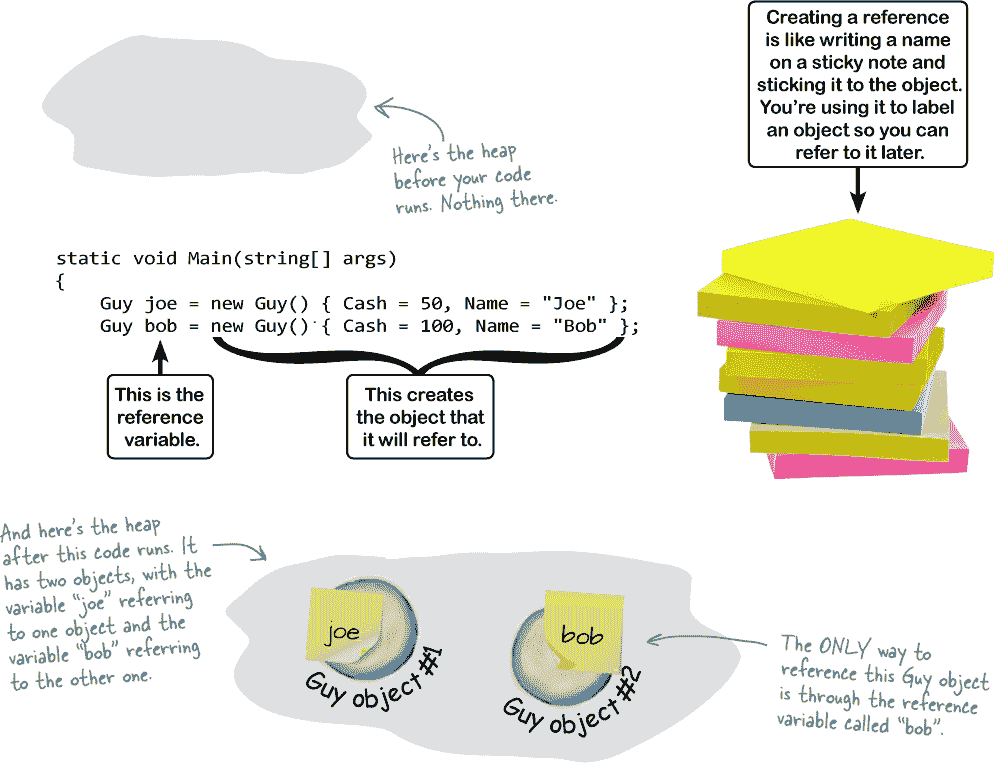 Creating a reference
is like writing a name
on a sticky note and
sticking it to the object.
You’re using it to label
an object so you can
refer to it later.
Here’s the heap
before your code
runs. Nothing there.
static void Main(string[] args)
{
Guy joe = new Guy() { Cash = 50, Name = "Joe" };
Guy bob = new Guy() { Cash = 100, Name = "Bob" };
This is the
reference
variable.
This creates
the object that
it will refer to.
And here’s the heap
after this code runs. It
has two objects, with the
variable “joe” referring
to one object and the
variable “bob” referring
to the other one.
joe
Guy object #1
bob
Guy object #2
The ONLY way to
reference this Guy object
is through the reference
variable called “bob”.